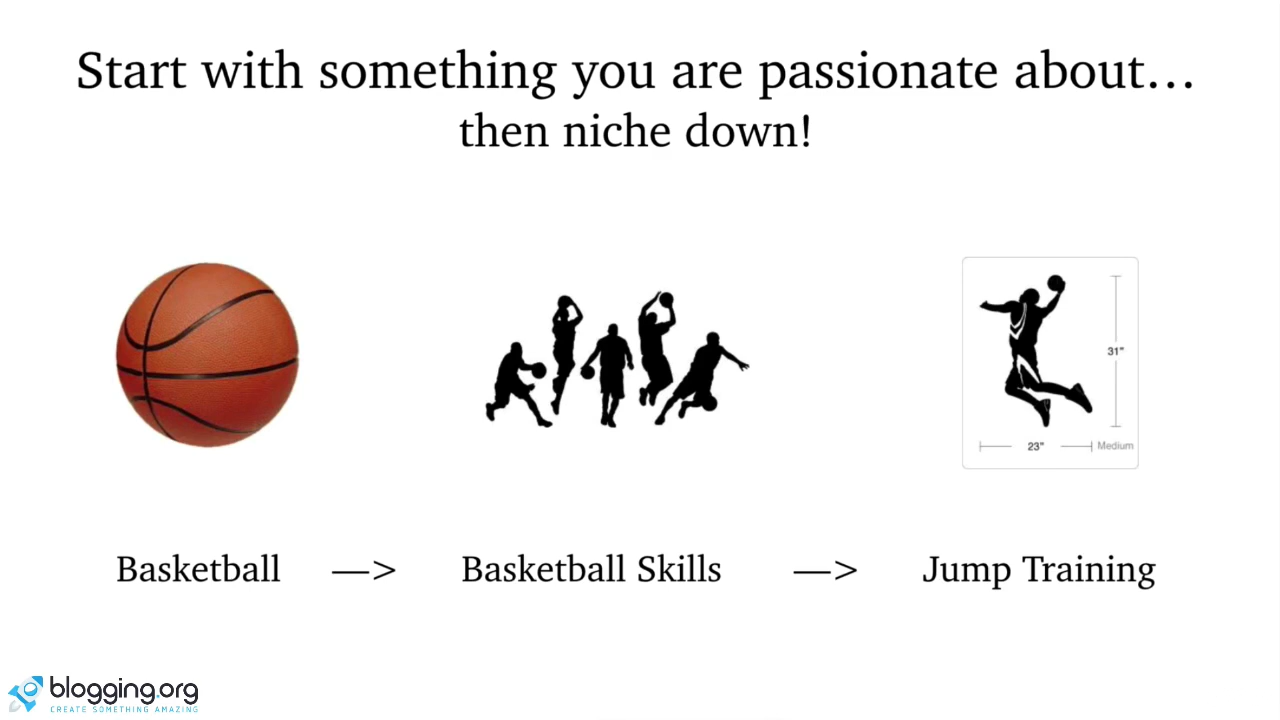 Start with something you are passionate about…
then niche down!
31"
23" Medium
Basketball —> Basketball Skills —> Jump Training
blogging.org
CREATE SOMETHING AMAZING